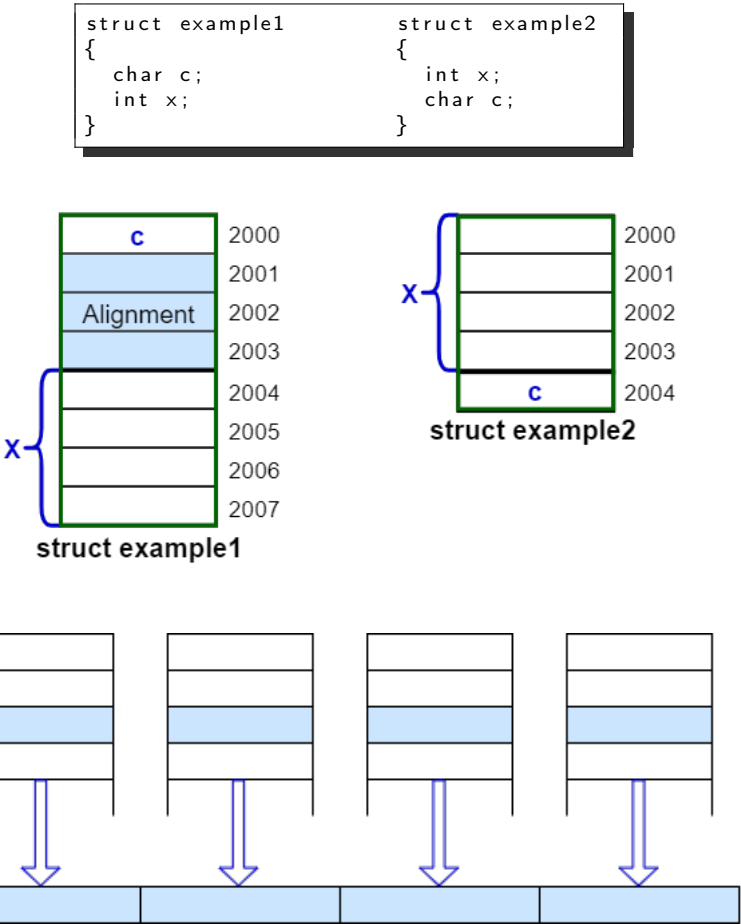 struct example1
{
char c;
int x;
}
struct example2
{
int x;
char c;
}
c
2000
2001
Alignment
2002
2003
2004
2005
2006
2007
X
struct example1
2000
2001
2002
2003
X
c
2004
struct example2